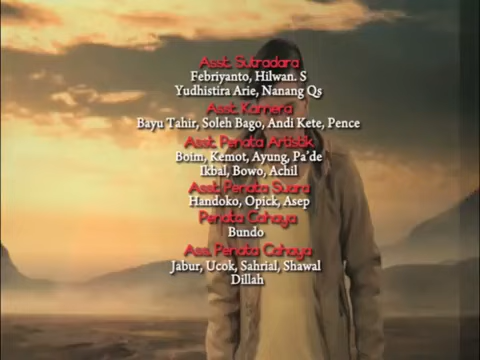 Asst. Sutradara
Febriyanto, Hilwan. S
Yudhistira Arie, Nanang Qs
Asst. Kamera
Bayu Tahir, Soleh Bago, Andi Kete, Pence
Asst. Penata Artistik
Boim, Kemot, Ayung, Pa'de
Ikbal, Bowo, Achil
Asst. Penata Suara
Handoko, Opick, Asep
Penata Cahaya
Bundo
Ass. Penata Cahaya
Jabur, Ucok, Sahrial, Shawal
Dillah